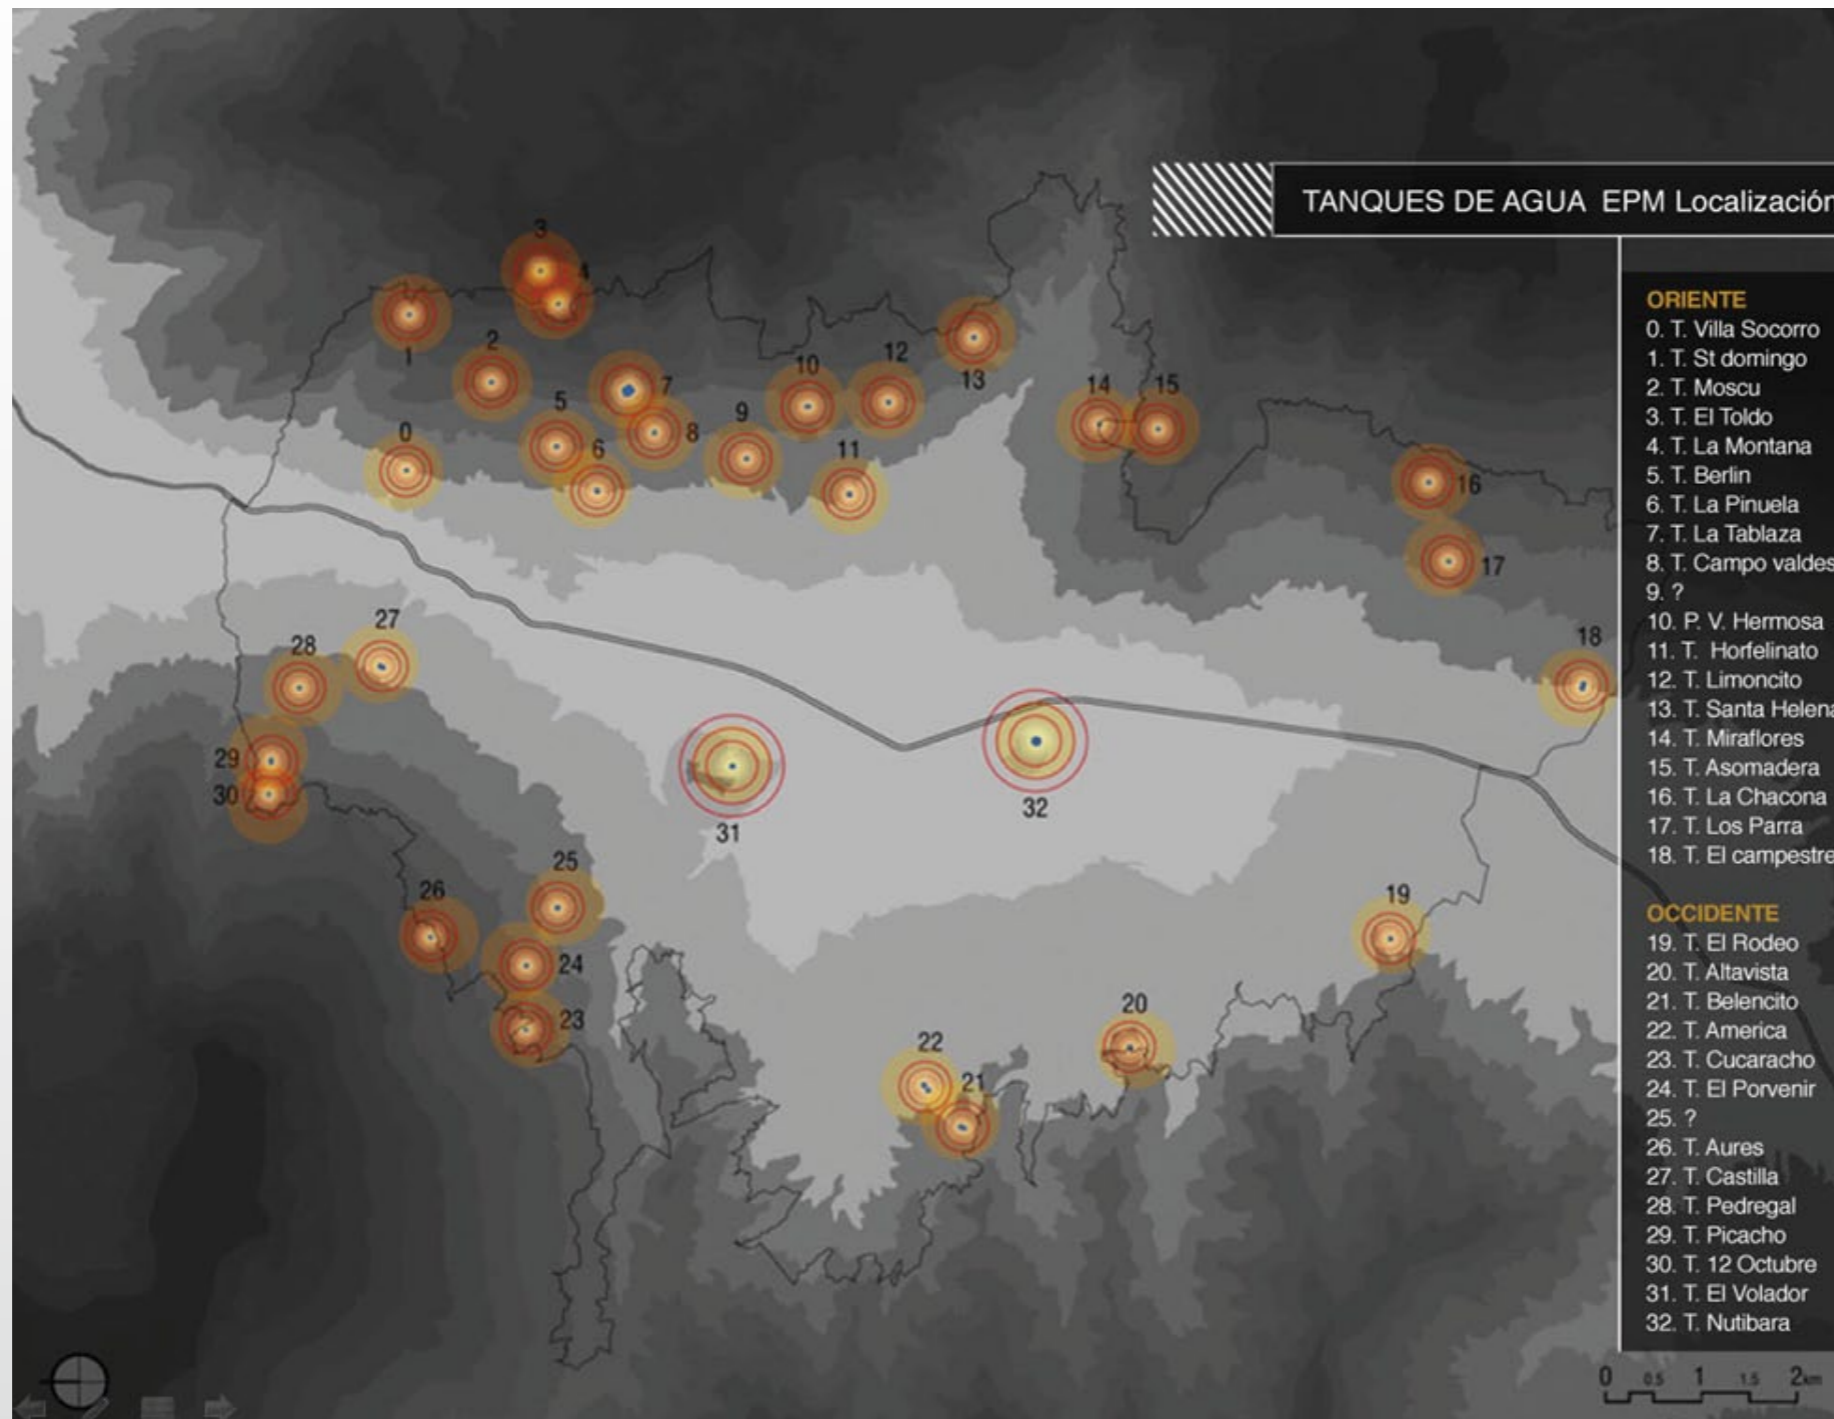 TANQUES DE AGUA EPM Localización
ORIENTE
0. T. Villa Socorro
1. T. St domingo
2. T. Moscu
3. T. El Toldo
4. T. La Montana
5. T. Berlin
6. T. La Pinuela
7. T. La Tablaza
8. T. Campo valdes
9. ?
10. P. V. Hermosa
11. T. Horfelinato
12. T. Limoncito
13. T. Santa Helena
14. T. Miraflores
15. T. Asomadera
16. T. La Chacona
17. T. Los Parra
18. T. El campestre
OCCIDENTE
19. T. El Rodeo
20. T. Altavista
21. T. Belencito
22. T. America
23. T. Cucaracho
24. T. El Porvenir
25. ?
26. T. Aures
27. T. Castilla
28. T. Pedregal
29. T. Picacho
30. T. 12 Octubre
31. T. El Volador
32. T. Nutibara
3
4
1
2
10
12
13
14
15
5
7
9
0
6
8
11
16
17
27
28
18
29
30
31
32
25
26
19
24
23
20
22
21
0 0.5 1 1.5 2km